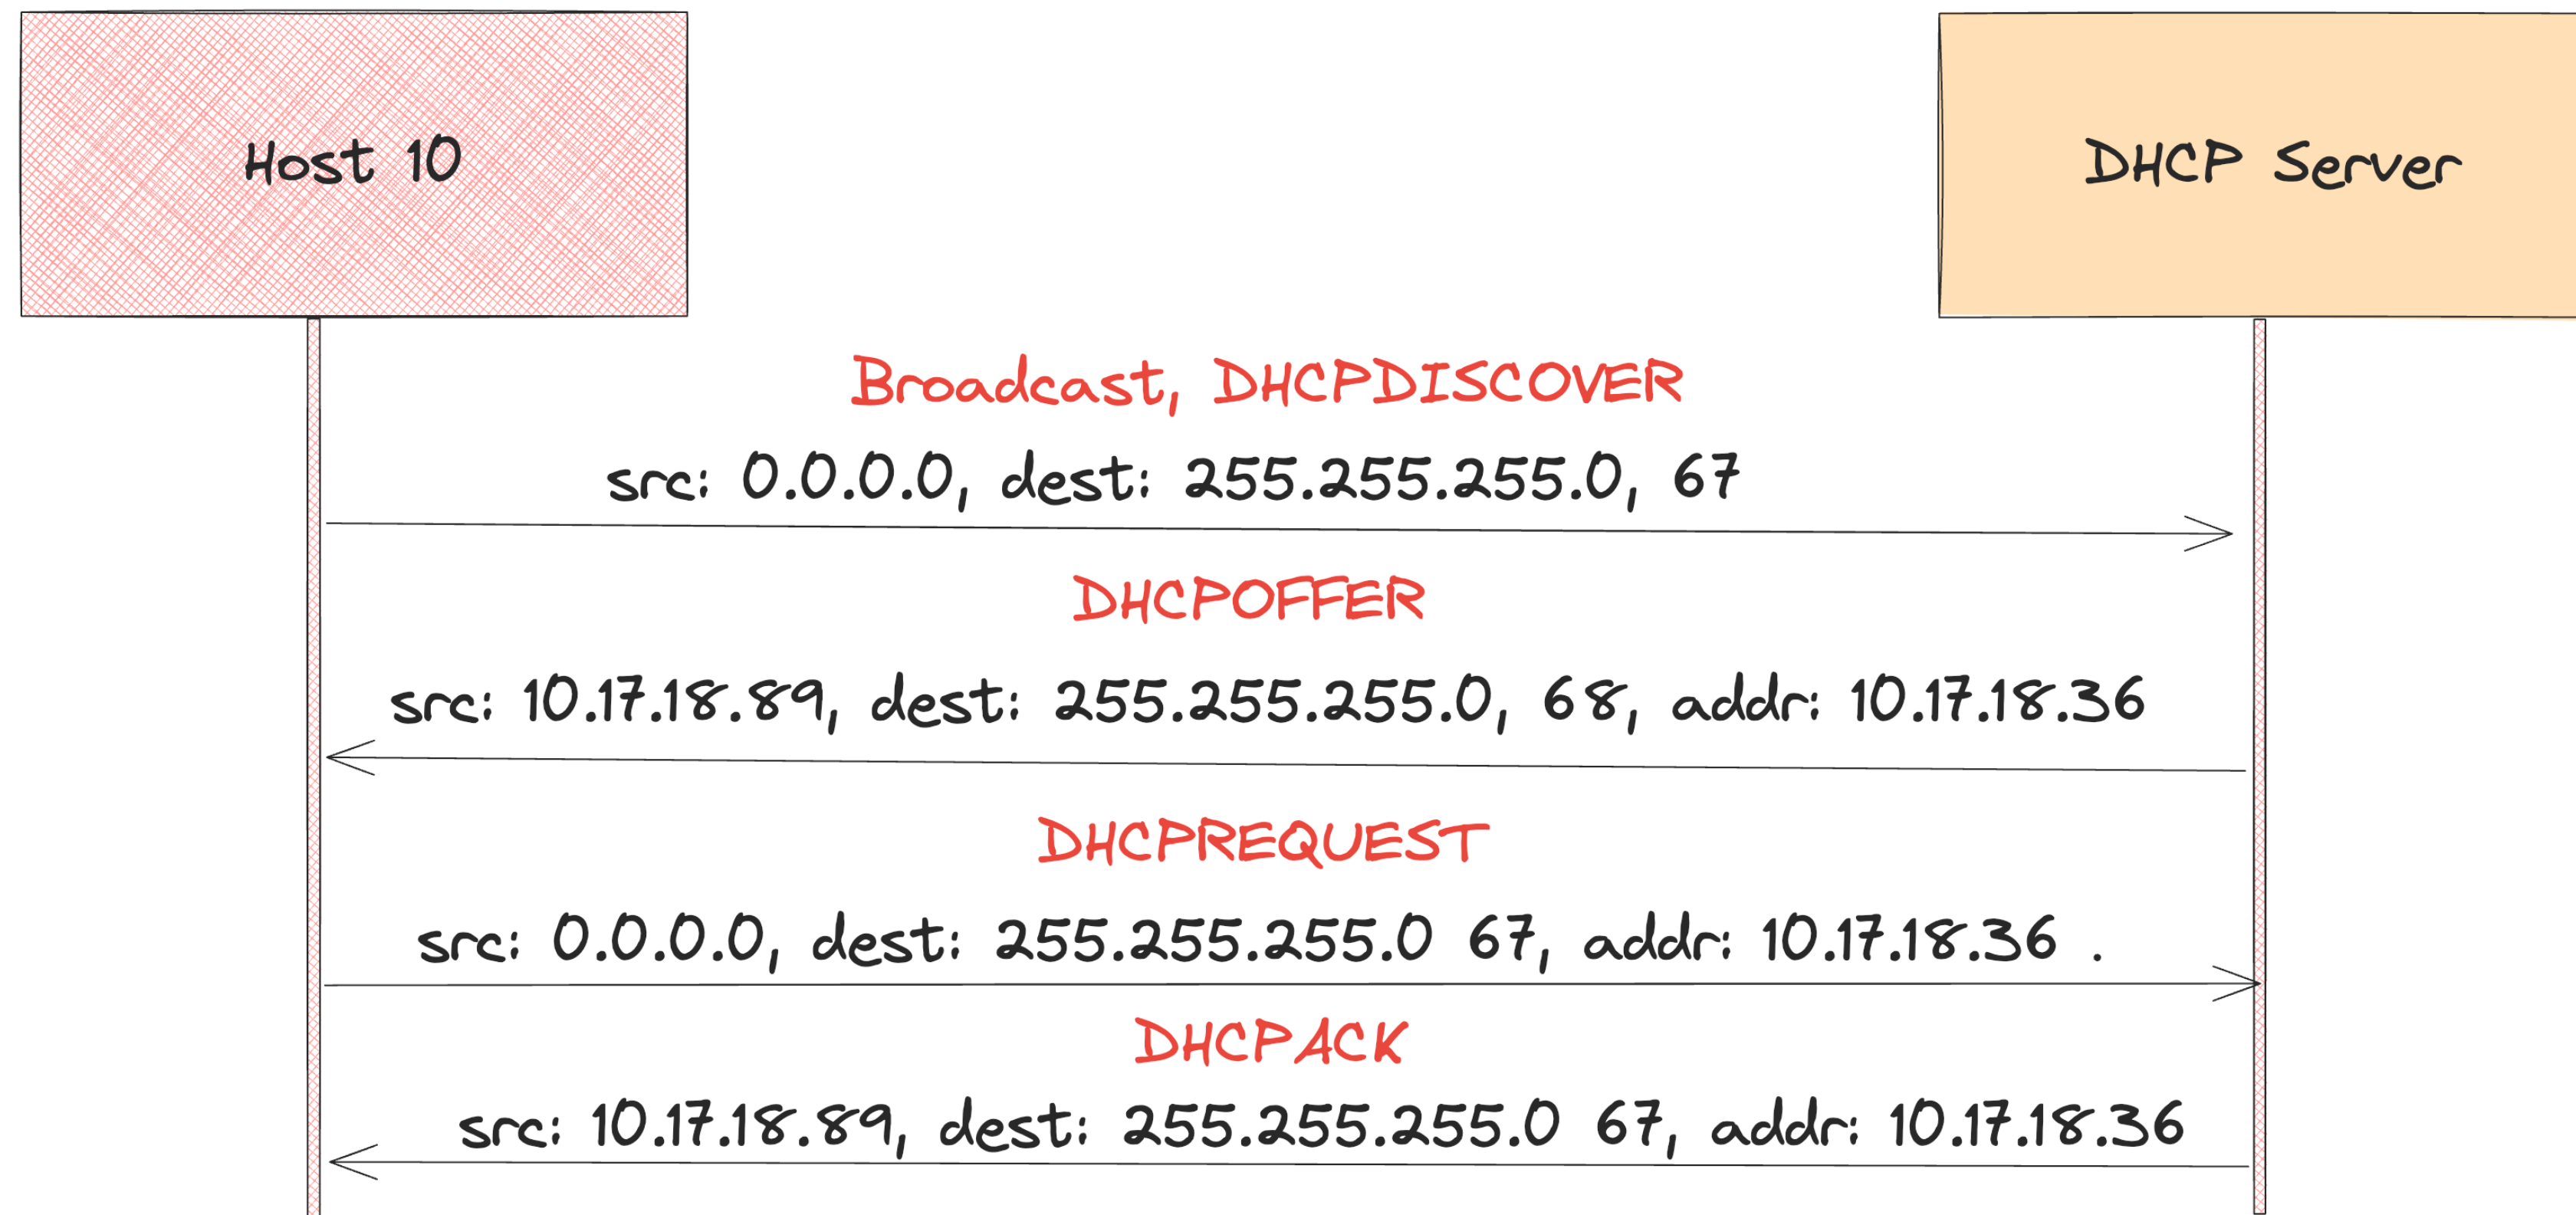 Host 10
DHCP Server
Broadcast, DHCPDISCOVER
src: 0.0.0.0, dest: 255.255.255.0, 67
DHCPOFFER
src: 10.17.18.89, dest: 255.255.255.0, 68, addr: 10.17.18.36
DHCPREQUEST
src: 0.0.0.0, dest: 255.255.255.0 67, addr: 10.17.18.36 .
DHCPACK
src: 10.17.18.89, dest: 255.255.255.0 67, addr: 10.17.18.36